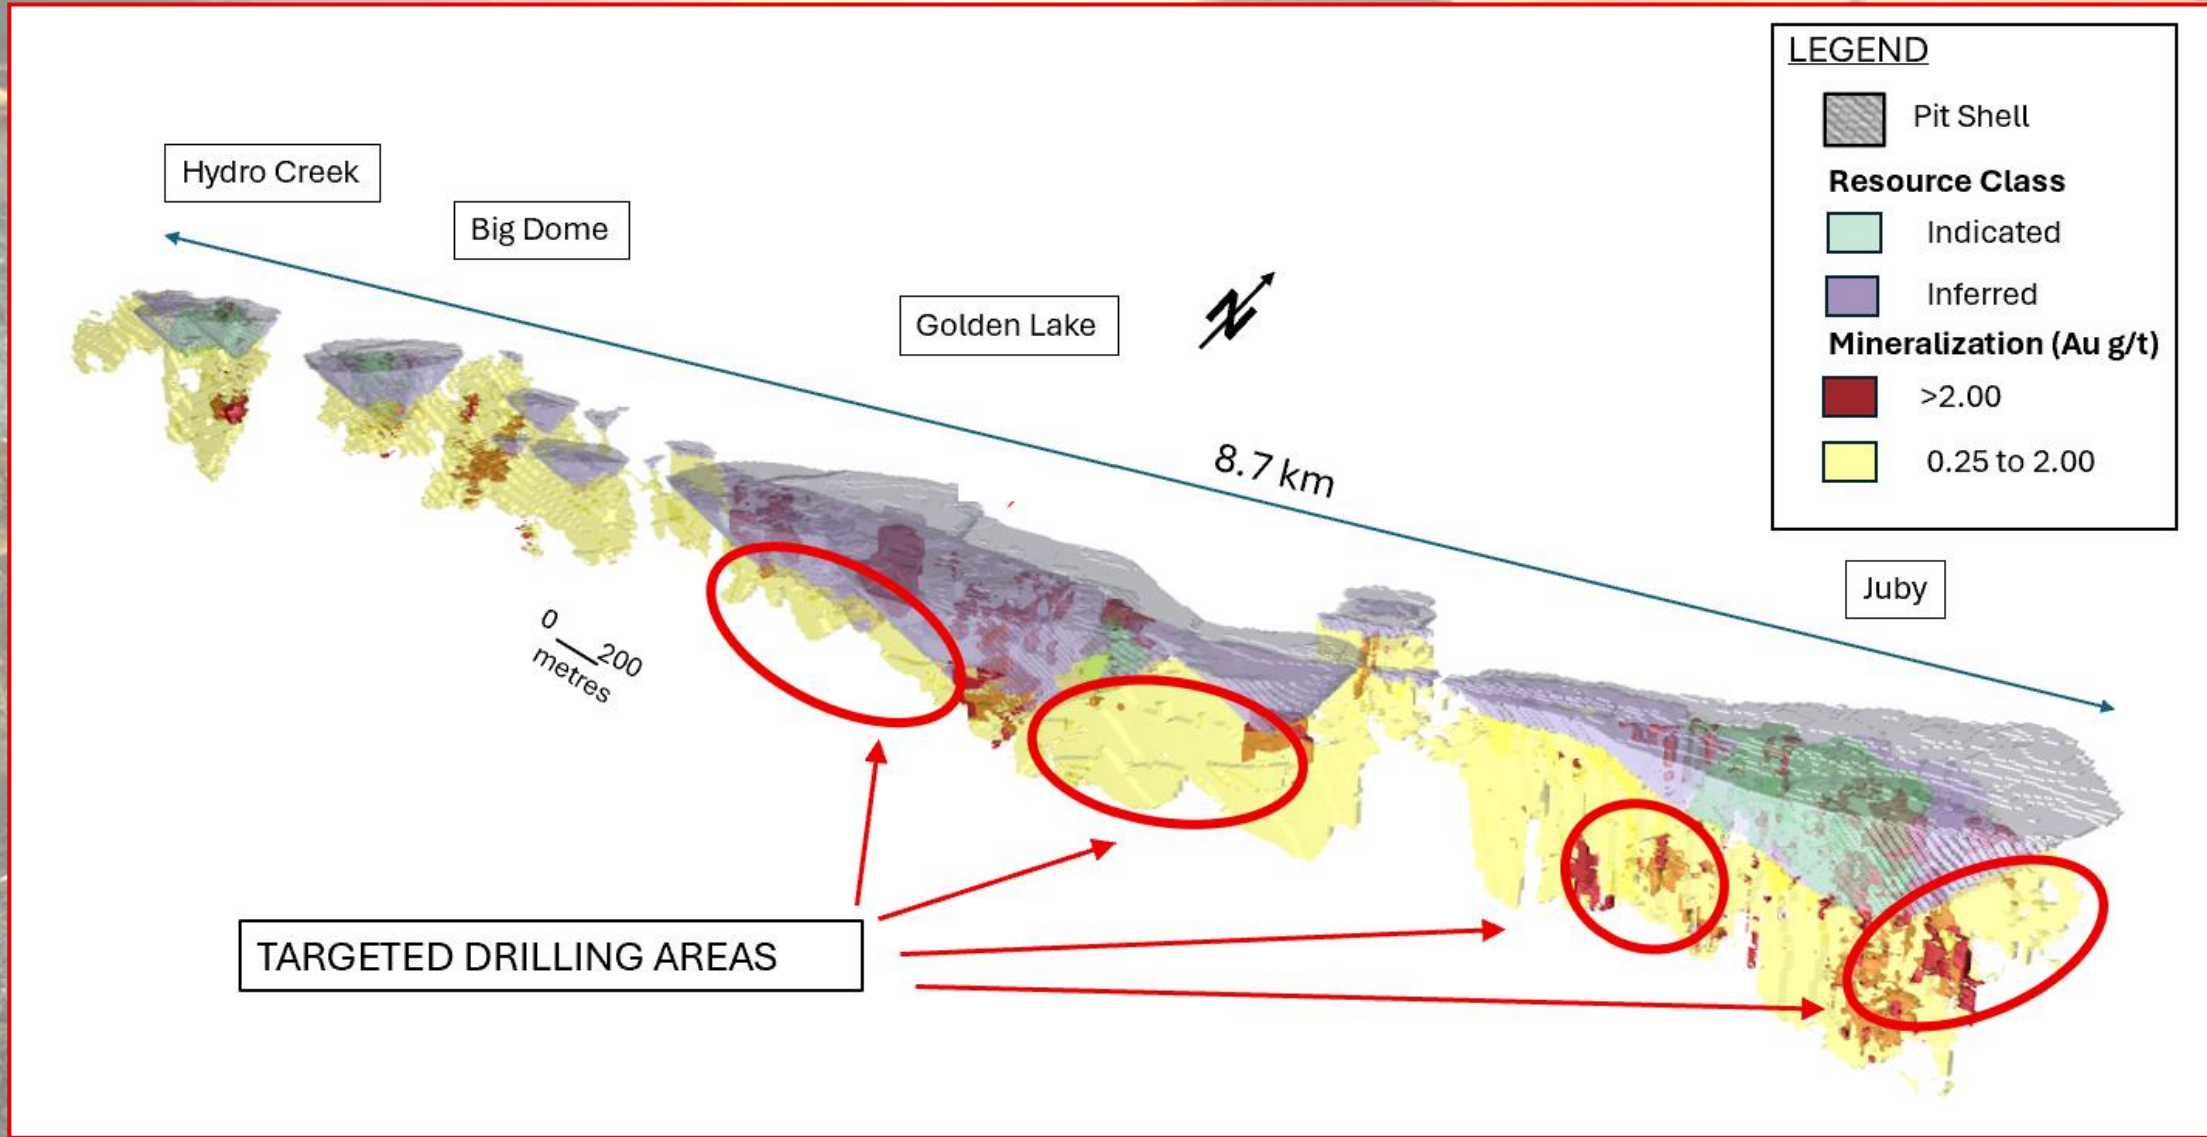 LEGEND
Pit Shell
Resource Class
Indicated
Inferred
Mineralization (Au g/t)
>2.00
0.25 to 2.00
Hydro Creek
Big Dome
Golden Lake
N
8.7 km
Juby
0 200
metres
TARGETED DRILLING AREAS